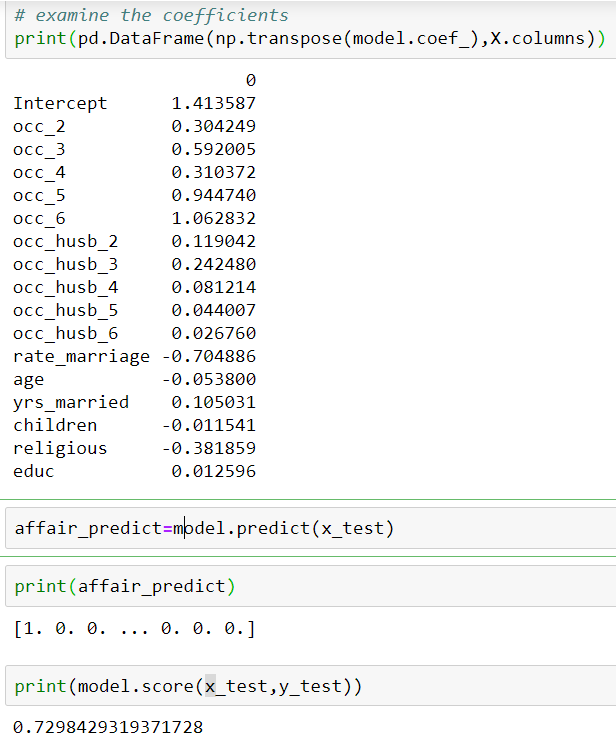 # examine the coefficients
print(pd.DataFrame(np.transpose(model.coef_),X.columns))
0
Intercept 1.413587
occ_2 0.304249
occ_3 0.592005
occ_4 0.310372
occ_5 0.944740
occ_6 1.062832
occ_husb_2 0.119042
occ_husb_3 0.242480
occ_husb_4 0.081214
occ_husb_5 0.044007
occ_husb_6 0.026760
rate_marriage -0.704886
age -0.053800
yrs_married 0.105031
children -0.011541
religious -0.381859
educ 0.012596
affair_predict=model.predict(x_test)
print(affair_predict)
[1. 0. 0. ... 0. 0. 0.]
print(model.score(x_test,y_test))
0.7298429319371728